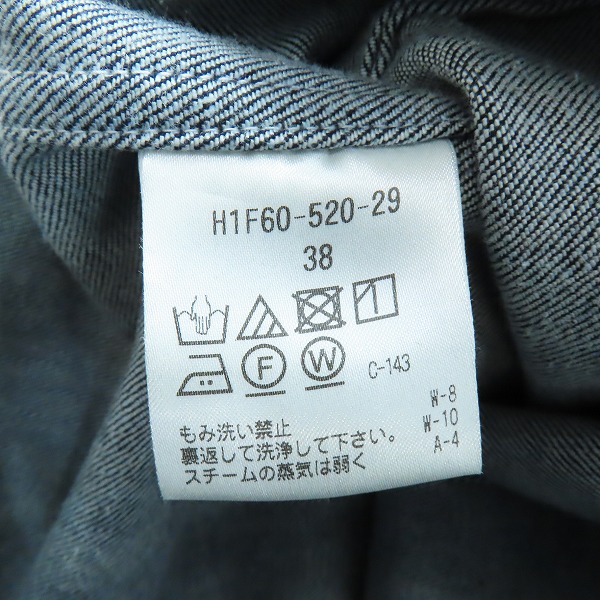 H1F60-520-29
38
F W C-143
W-8
W-10
A-4
もみ洗い禁止
裏返して洗浄して下さい。
スチームの蒸気は弱く